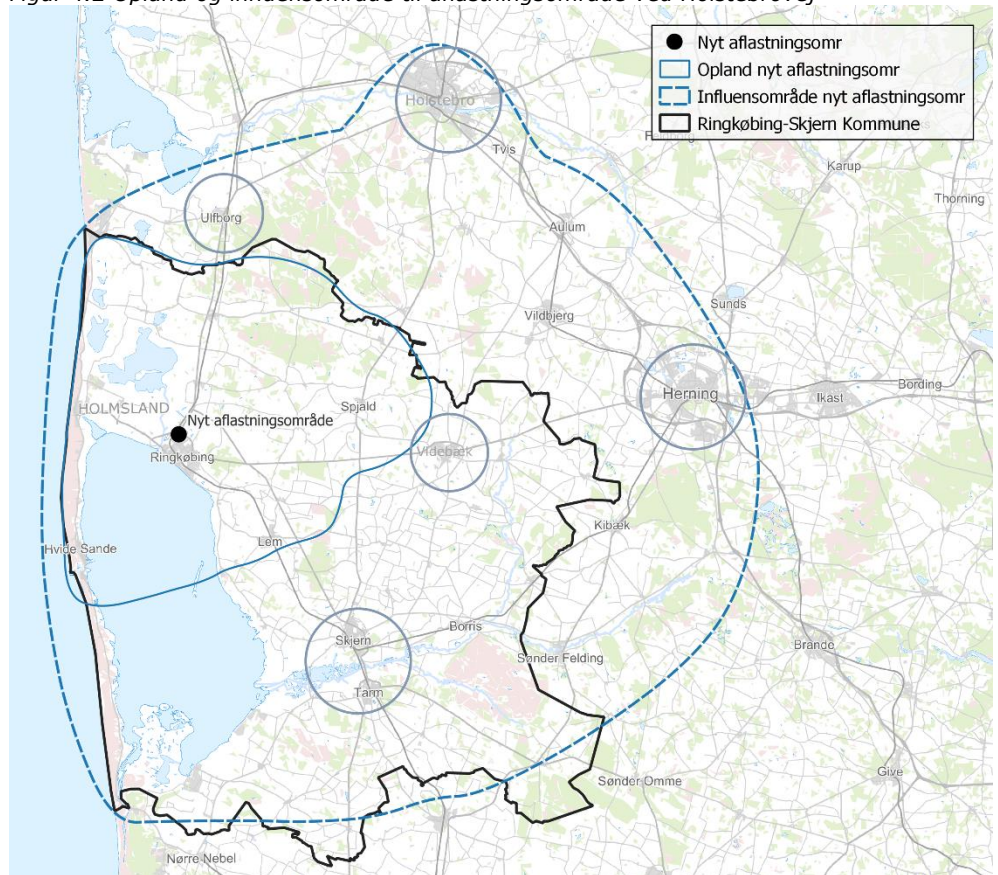 Nyt aflastningsomr
Opland nyt aflastningsomr
Influensområde nyt aflastningsomr
Ringkøbing-Skjern Kommune
Holstebro
Tvis
Karup
Thorning
Ulfborg
Aulum
Sunds
Vildbjerg
Herning
Ikast
Bording
HOLMSLAND
Spjald
Nyt aflastningsområde
Ringkøbing
Videbæk
Kibæk
Lem
Hvide Sande
Skjern
Borris
Sønder Felding
Brande
Tarm
Sønder Omme
Give
Nørre Nebel